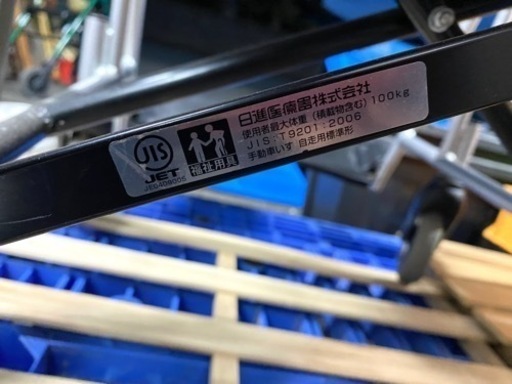 JIS
JET
JE0409005
福祉用具
日進医療器株式会社
使用者最大体重(積載物含む)100kg
JIS:T9201:2006
手動車いす 自走用標準形